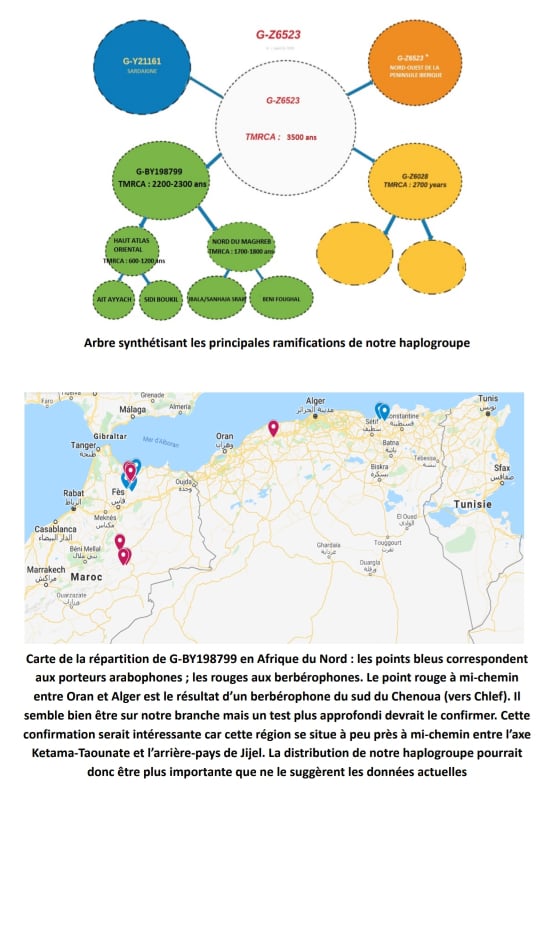 G-Z6523
G-Y21161
SARDAIGNE
G-Z6523 *
NORD-OUEST DE LA
PENINSULE IBERIQUE
G-Z6523
TMRCA : 3500 ans
G-BY198799
TMRCA : 2200-2300 ans
G-Z6028
TMRCA : 2700 years
HAUT ATLAS
ORIENTAL
TMRCA : 600-1200 ans
NORD DU MAGHREB
TMRCA : 1700-1800 ans
AIT AYYACH
SIDI BOUKIL
JBALA/SANHAJA SRAIR
BENI FOUGHAL
Arbre synthétisant les principales ramifications de notre haplogroupe
Faro
Grenade
Málaga
Almería
Gibraltar
Mer d'Alboran
Tanger
طنجة
Rabat
الرباط
Fès
فاس
Meknès
مكناس
Casablanca
الدار البيضاء
Béni Mellal
بني ملال
Marrakech
مراكش
Maroc
Ouarzazate
ورزازات
Oujda
وجدة
Oran
وهران
Alger
مدينة الجزائر
Sétif
سطيف
Constantine
قسنطينة
Batna
باتنة
Biskra
بسكرة
Tébessa
تبسة
El Oued
الوادي
Touggourt
تقرت
Ghardaïa
غرداية
Ouargla
ورقلة
Tunis
تونس
Sfax
صفاقس
Tunisie
Carte de la répartition de G-BY198799 en Afrique du Nord : les points bleus correspondent
aux porteurs arabophones ; les rouges aux berbérophones. Le point rouge à mi-chemin
entre Oran et Alger est le résultat d’un berbérophone du sud du Chenoua (vers Chlef). Il
semble bien être sur notre branche mais un test plus approfondi devrait le confirmer. Cette
confirmation serait intéressante car cette région se situe à peu près à mi-chemin entre l’axe
Ketama-Taounate et l’arrière-pays de Jijel. La distribution de notre haplogroupe pourrait
donc être plus importante que ne le suggèrent les données actuelles